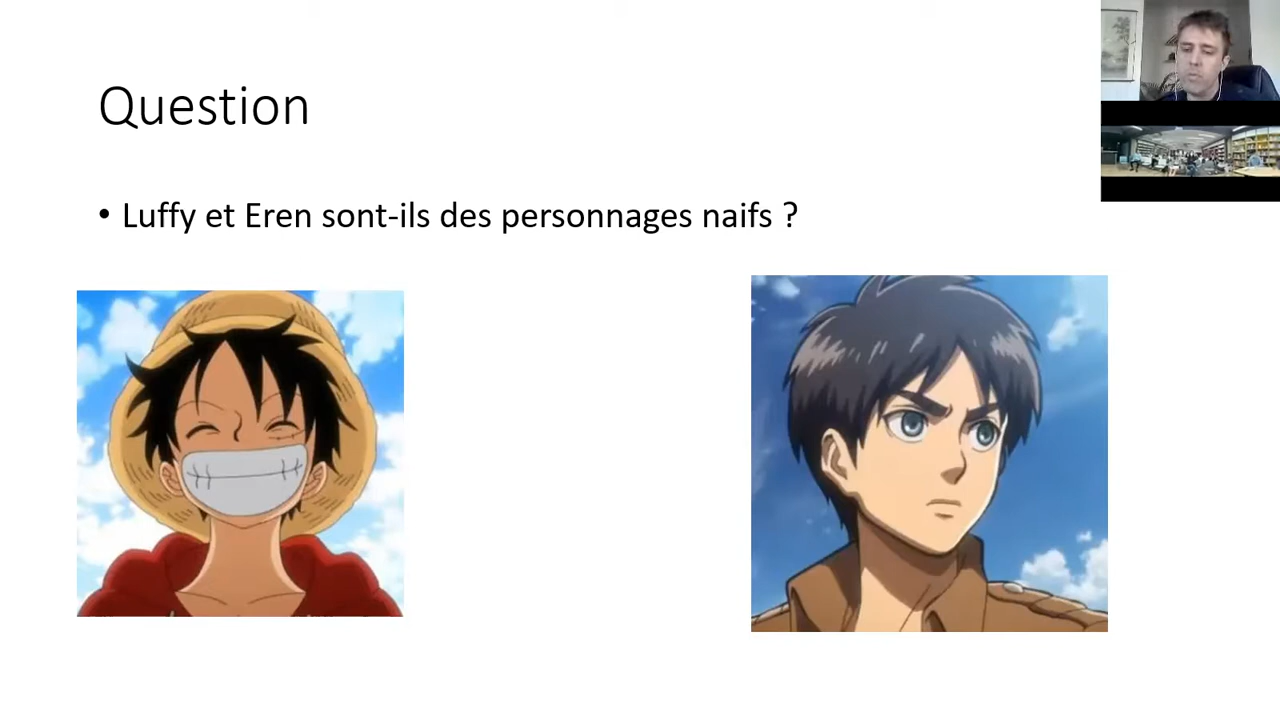 Question
• Luffy et Eren sont-ils des personnages naifs ?